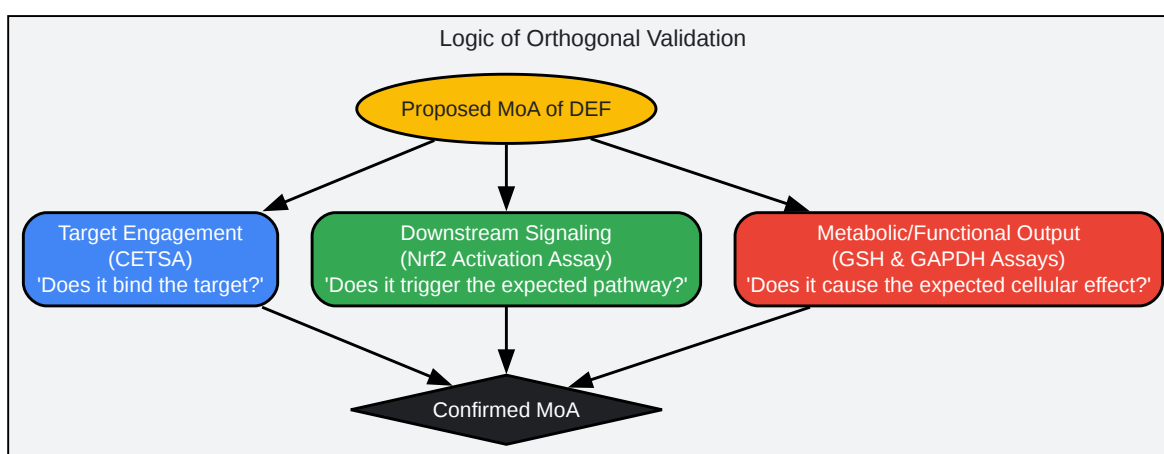 Logic of Orthogonal Validation
Proposed MoA of DEF
Target Engagement
(CETSA)
'Does it bind the target?'
Downstream Signaling
(Nrf2 Activation Assay)
'Does it trigger the expected pathway?'
Metabolic/Functional Output
(GSH & GAPDH Assays)
'Does it cause the expected cellular effect?'
Confirmed MoA